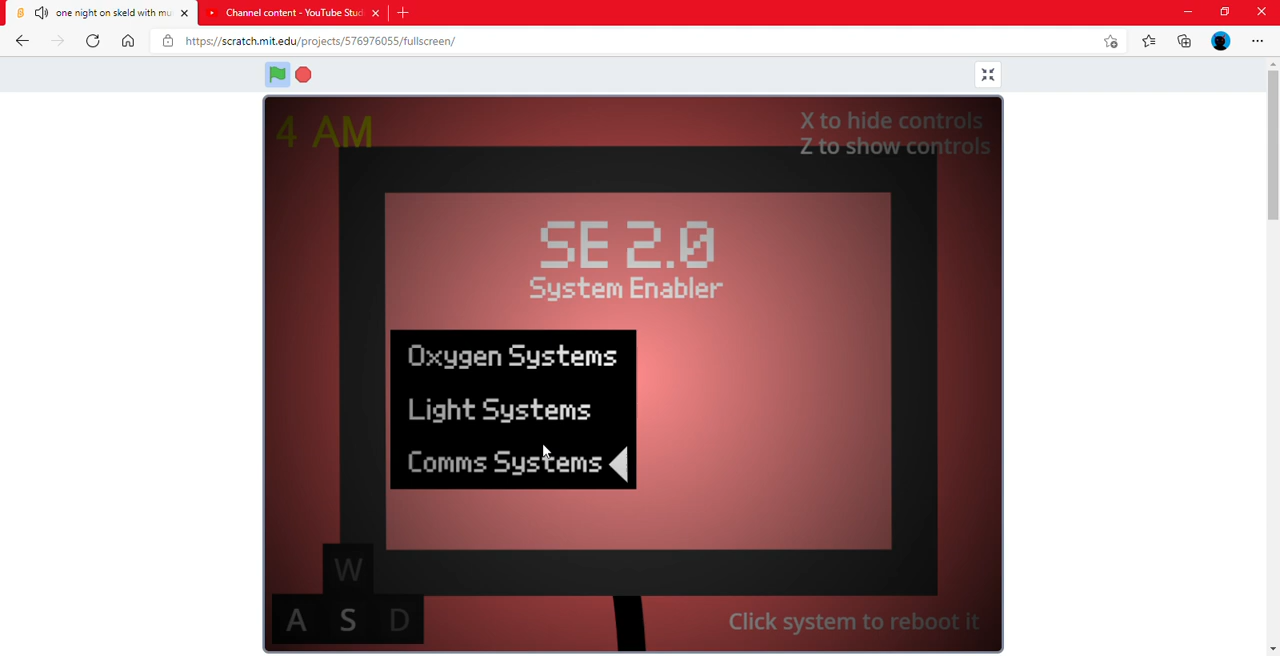 one night on skeld with mu
Channel content - YouTube Stud
https://scratch.mit.edu/projects/576976055/fullscreen/
4 AM
X to hide controls
Z to show controls
SE 2.0
System Enabler
Oxygen Systems
Light Systems
Comms Systems
W
A S D
Click system to reboot it